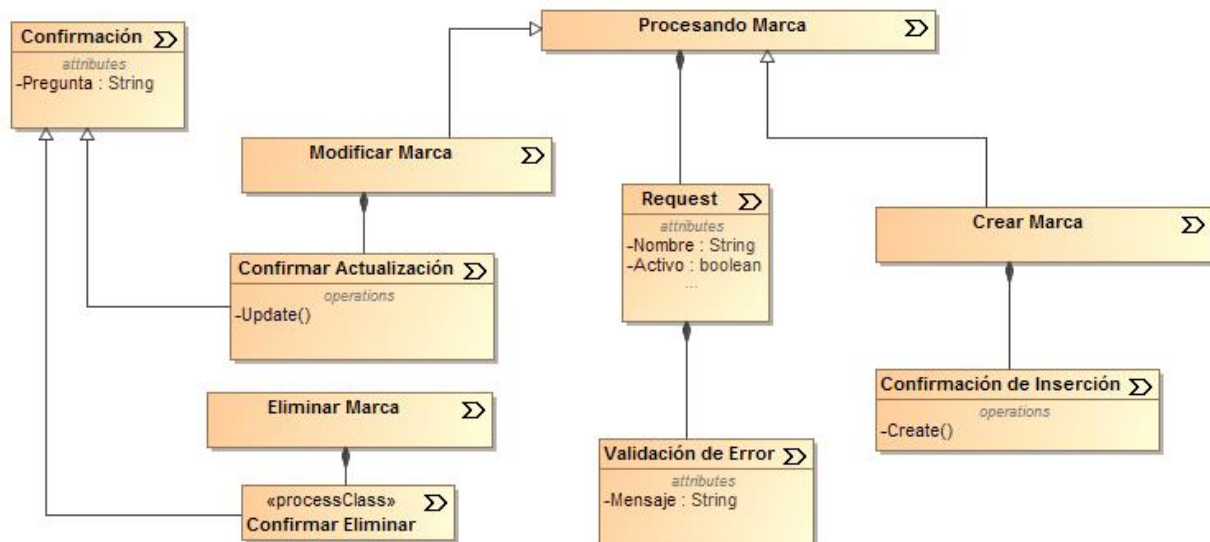 Confirmación
attributes
-Pregunta : String
Procesando Marca
Modificar Marca
Request
attributes
-Nombre : String
-Activo : boolean
...
Crear Marca
Confirmar Actualización
operations
-Update()
Confirmación de Inserción
operations
-Create()
Eliminar Marca
Validación de Error
attributes
-Mensaje : String
«processClass»
Confirmar Eliminar